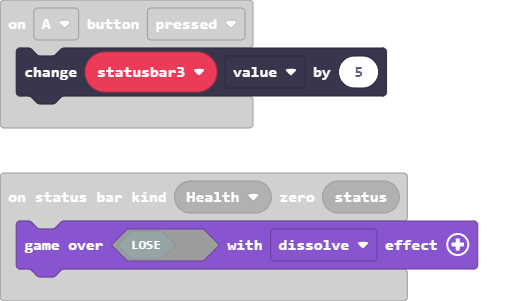 on A button pressed
change statusbar3 value by 5
on status bar kind Health zero status
game over LOSE with dissolve effect